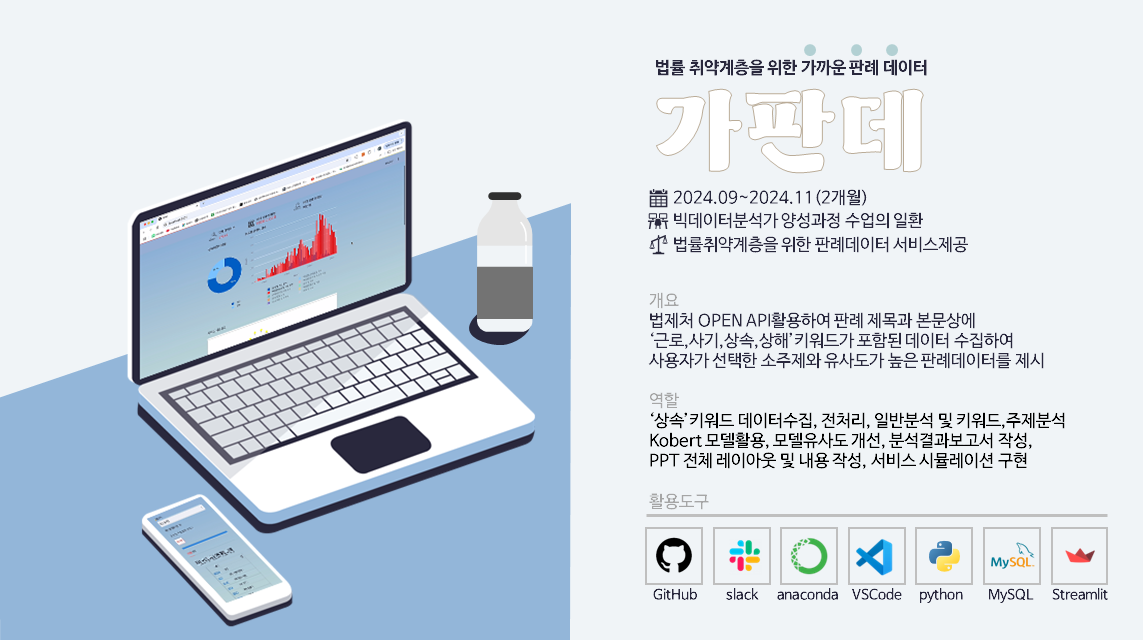 법률 취약계층을 위한 가까운 판례 데이터
가판데
2024.09~2024.11(2개월)
빅데이터분석가 양성과정 수업의 일환
법률취약계층을 위한 판례데이터 서비스제공
개요
법제처 OPEN API활용하여 판례 제목과 본문상에
‘근로,사기,상속,상해’키워드가 포함된 데이터 수집하여
사용자가 선택한 소주제와 유사도가 높은 판례데이터를 제시
역할
‘상속’키워드 데이터수집, 전처리, 일반분석 및 키워드,주제분석
Kobert 모델활용, 모델유사도 개선, 분석결과보고서 작성,
PPT 전체 레이아웃 및 내용 작성, 서비스 시뮬레이션 구현
활용도구
MySQL
GitHub slack anaconda VSCode python MySQL Streamlit